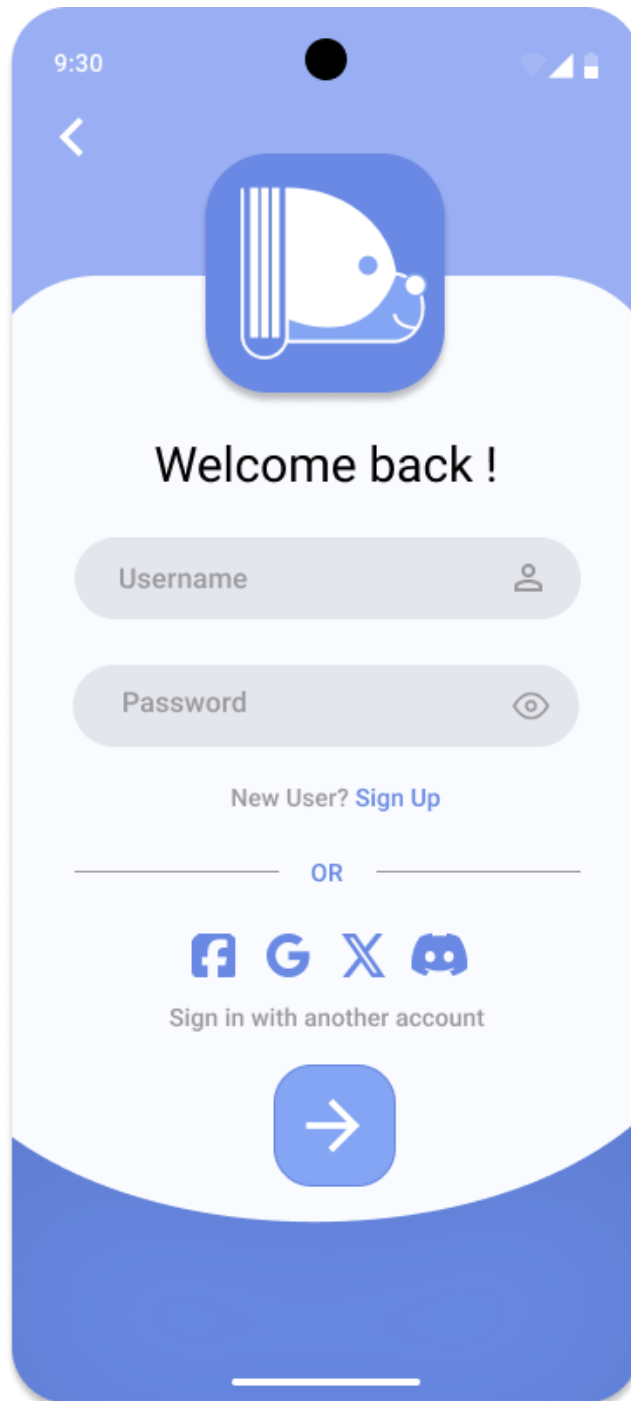 9:30
Welcome back !
Username
Password
New User? Sign Up
OR
Sign in with another account